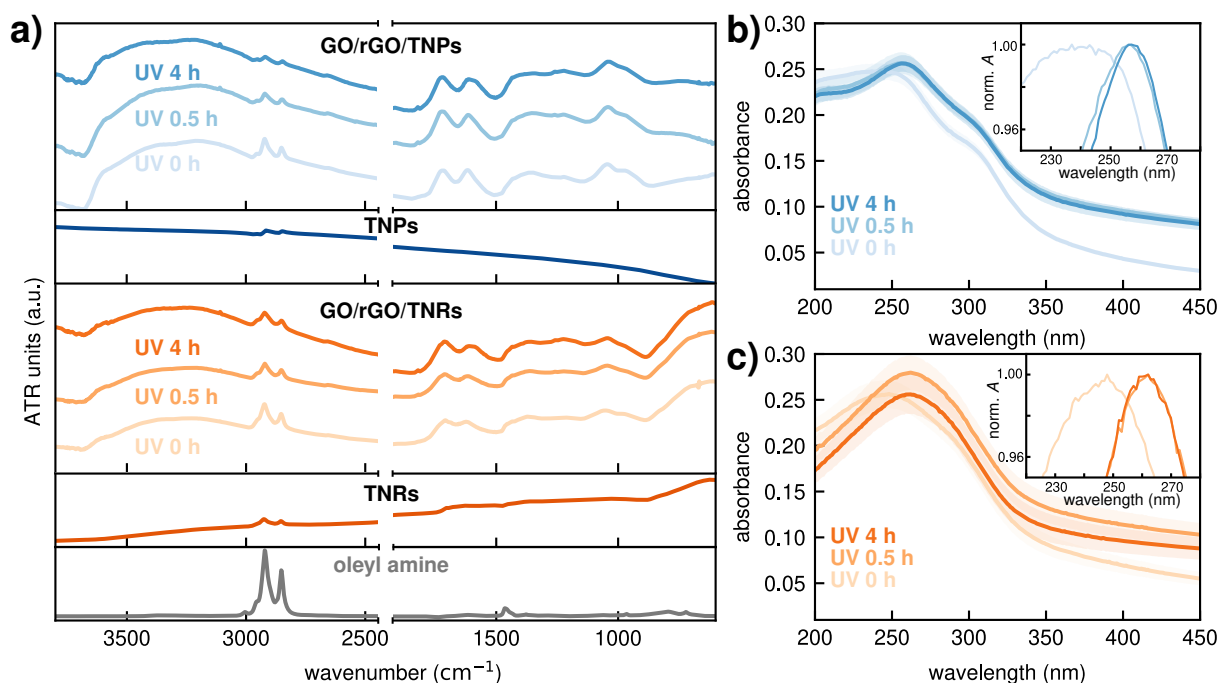 a)
GO/rGO/TNPs
UV 4 h
UV 0.5 h
UV 0 h
TNPs
GO/rGO/TNRs
UV 4 h
UV 0.5 h
UV 0 h
TNRs
oleyl amine
ATR units (a.u.)
3500 3000 2500 1500 1000
wavenumber (cm⁻¹)
b)
0.30
0.25
0.20
0.15
0.10
0.05
absorbance
UV 4 h
UV 0.5 h
UV 0 h
200 250 300 350 400 450
wavelength (nm)
1.00
0.96
norm. A
230 250 270
wavelength (nm)
c)
0.30
0.25
0.20
0.15
0.10
0.05
absorbance
UV 4 h
UV 0.5 h
UV 0 h
200 250 300 350 400 450
wavelength (nm)
1.00
0.96
norm. A
230 250 270
wavelength (nm)